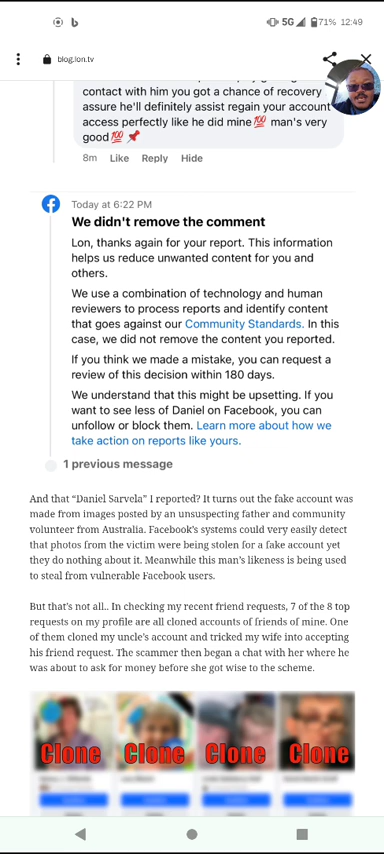 5G 71% 12:49
blog.lon.tv
contact with him you got a chance of recovery
assure he'll definitely assist regain your account
access perfectly like he did mine💯 man's very
good💯 📌
8m Like Reply Hide
Today at 6:22 PM
We didn't remove the comment
Lon, thanks again for your report. This information
helps us reduce unwanted content for you and
others.
We use a combination of technology and human
reviewers to process reports and identify content
that goes against our Community Standards. In this
case, we did not remove the content you reported.
If you think we made a mistake, you can request a
review of this decision within 180 days.
We understand that this might be upsetting. If you
want to see less of Daniel on Facebook, you can
unfollow or block them. Learn more about how we
take action on reports like yours.
1 previous message
And that “Daniel Sarvela” I reported? It turns out the fake account was
made from images posted by an unsuspecting father and community
volunteer from Australia. Facebook’s systems could very easily detect
that photos from the victim were being stolen for a fake account yet
they do nothing about it. Meanwhile this man’s likeness is being used
to steal from vulnerable Facebook users.
But that’s not all.. In checking my recent friend requests, 7 of the 8 top
requests on my profile are all cloned accounts of friends of mine. One
of them cloned my uncle’s account and tricked my wife into accepting
his friend request. The scammer then began a chat with her where he
was about to ask for money before she got wise to the scheme.
Clone Clone Clone Clone